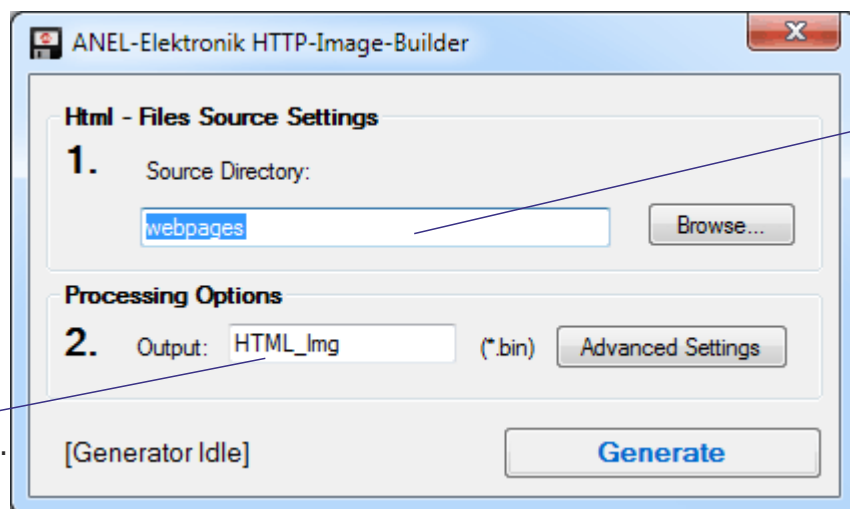 ANEL-Elektronik HTTP-Image-Builder
Html - Files Source Settings
1. Source Directory:
webpages Browse...
Processing Options
2. Output: HTML_Img (*.bin) Advanced Settings
.
[Generator Idle] Generate